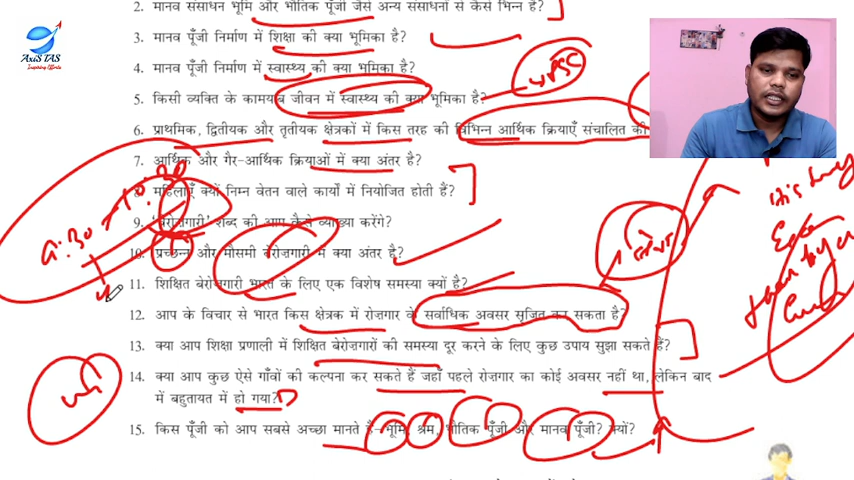 AXIS IAS
Inspiring Efforts
2. मानव संसाधन भूमि और भौतिक पूँजी जैसे अन्य संसाधनों से कैसे भिन्न है?
3. मानव पूँजी निर्माण में शिक्षा की क्या भूमिका है?
4. मानव पूँजी निर्माण में स्वास्थ्य की क्या भूमिका है?
5. किसी व्यक्ति के कामयाब जीवन में स्वास्थ्य की क्या भूमिका है?
6. प्राथमिक, द्वितीयक और तृतीयक क्षेत्रकों में किस तरह की विभिन्न आर्थिक क्रियाएँ संचालित की
7. आर्थिक और गैर-आर्थिक क्रियाओं में क्या अंतर है?
8. महिलाएँ क्यों निम्न वेतन वाले कार्यों में नियोजित होती हैं?
9. 'बेरोज़गारी' शब्द की आप कैसे व्याख्या करेंगे?
10. प्रच्छन्न और मौसमी बेरोज़गारी में क्या अंतर है?
11. शिक्षित बेरोज़गारी भारत के लिए एक विशेष समस्या क्यों है?
12. आप के विचार से भारत किस क्षेत्रक में रोज़गार के सर्वाधिक अवसर सृजित कर सकता है?
13. क्या आप शिक्षा प्रणाली में शिक्षित बेरोज़गारों की समस्या दूर करने के लिए कुछ उपाय सुझा सकते हैं?
14. क्या आप कुछ ऐसे गाँवों की कल्पना कर सकते हैं जहाँ पहले रोज़गार का कोई अवसर नहीं था, लेकिन बाद
में बहुतायत में हो गया?
15. किस पूँजी को आप सबसे अच्छा मानते हैं- भूमि, श्रम, भौतिक पूँजी और मानव पूँजी? क्यों?